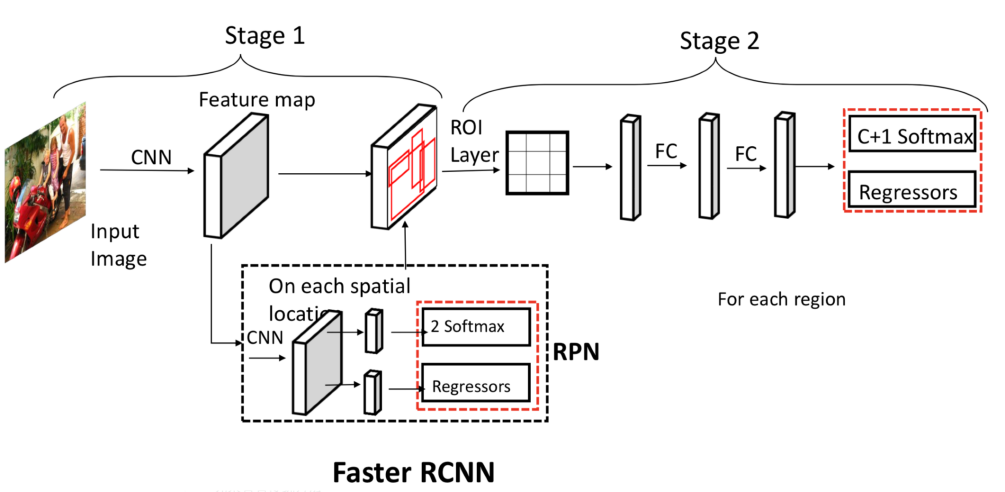 Stage 1
Stage 2
Feature map
CNN
Input
Image
ROI
Layer
FC
FC
C+1 Softmax
Regressors
For each region
On each spatial
CNN
2 Softmax
Regressors
RPN
Faster RCNN